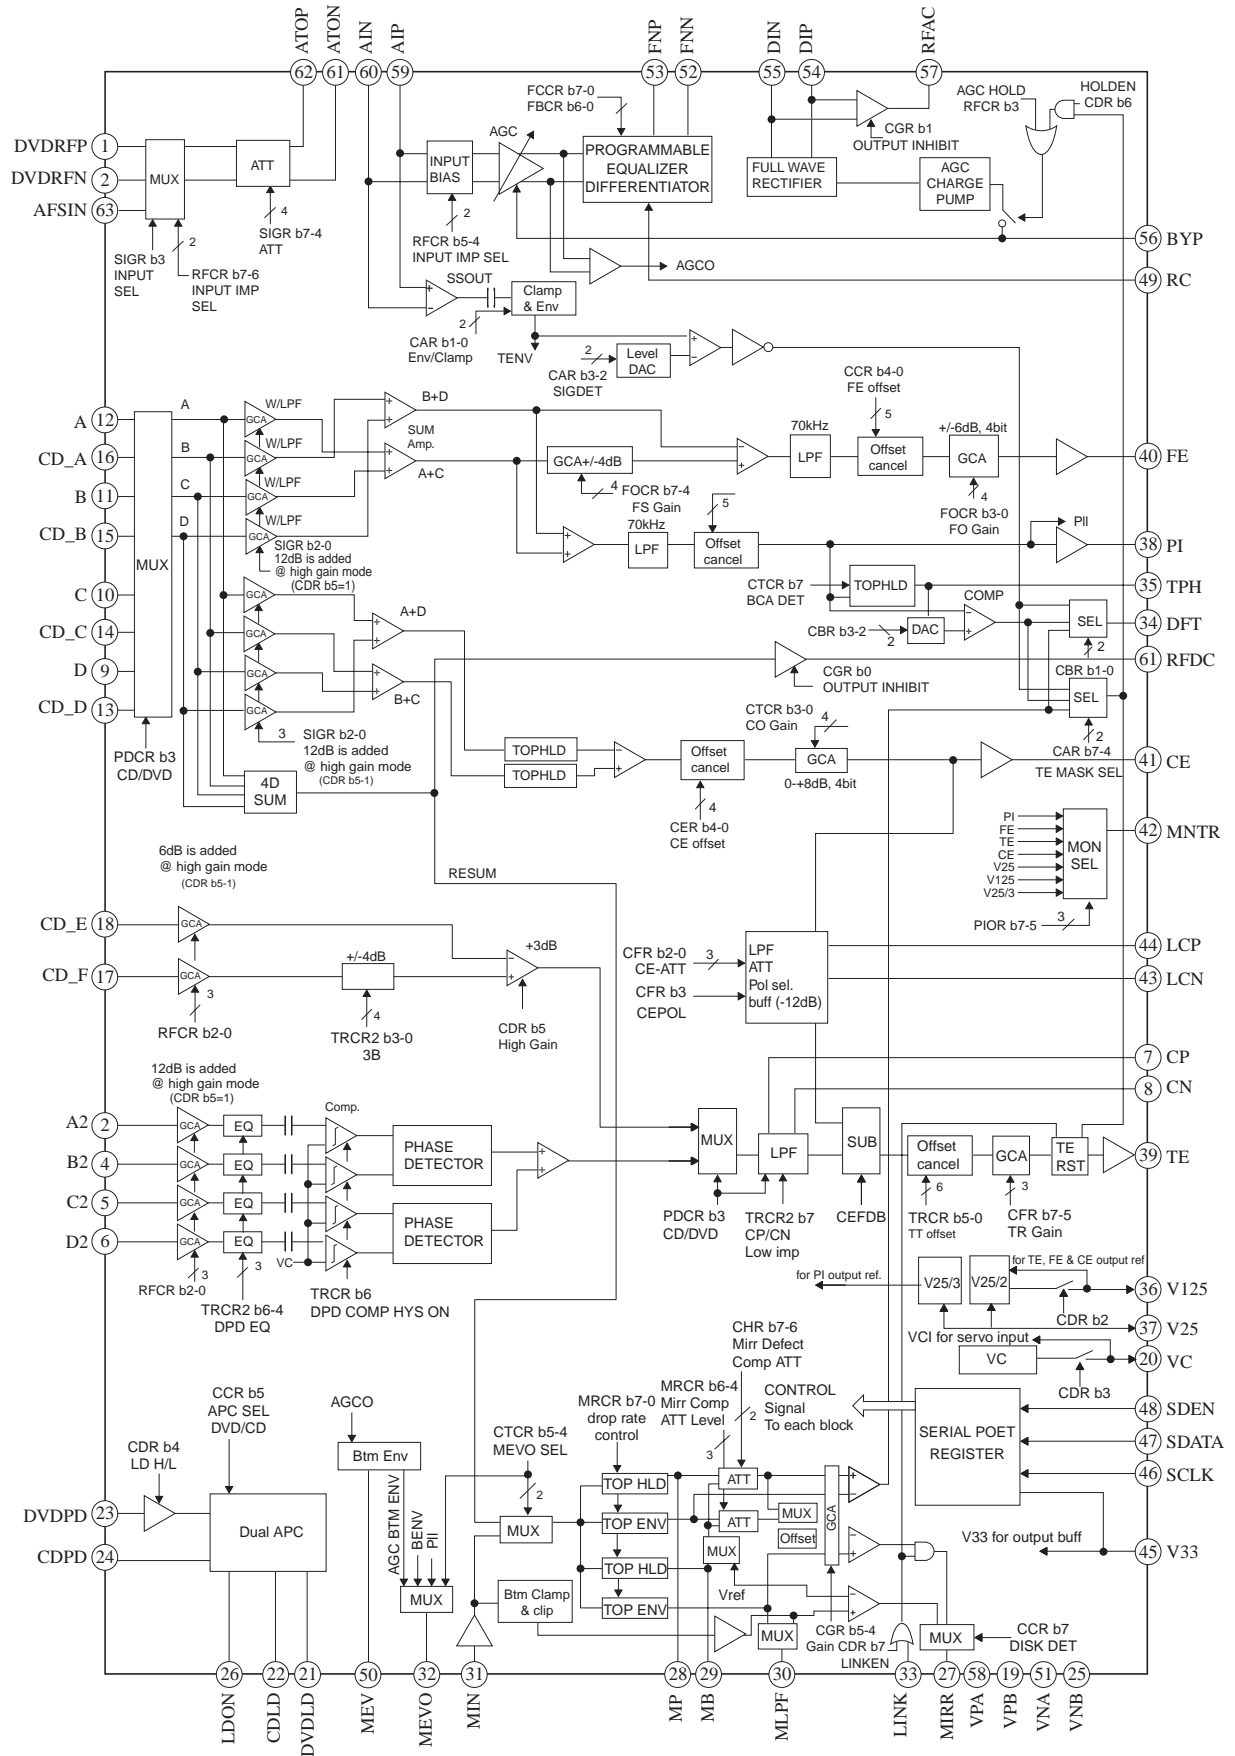 ATOP
ATON
AIN
AIP
FNP
FNN
DIN
DIP
RFAC
62
61
60
59
53
52
55
54
57
FCCR b7-0
FBCR b6-0
AGC HOLD
RFCR b3
HOLDEN
CDR b6
DVDRFP
1
DVDRFN
2
AFSIN
63
MUX
ATT
4
SIGR b7-4
ATT
SIGR b3
INPUT
SEL
2
RFCR b7-6
INPUT IMP
SEL
AGC
INPUT
BIAS
2
RFCR b5-4
INPUT IMP SEL
PROGRAMMABLE
EQUALIZER
DIFFERENTIATOR
CGR b1
OUTPUT INHIBIT
FULL WAVE
RECTIFIER
AGC
CHARGE
PUMP
56
BYP
49
RC
AGCO
SSOUT
+
−
Clamp
& Env
2
CAR b1-0
Env/Clamp
TENV
2
CAR b3-2
SIGDET
Level
DAC
+
−
CCR b4-0
FE offset
5
A
12
CD_A
16
B
11
CD_B
15
C
10
CD_C
14
D
9
CD_D
13
MUX
PDCR b3
CD/DVD
A
B
C
D
W/LPF
GCA
W/LPF
GCA
W/LPF
GCA
W/LPF
GCA
SIGR b2-0
12dB is added
@ high gain mode
(CDR b5=1)
GCA
GCA
GCA
GCA
3
SIGR b2-0
12dB is added
@ high gain mode
(CDR b5-1)
4D
SUM
B+D
SUM
Amp.
A+C
A+D
B+C
GCA+/-4dB
4
FOCR b7-4
FS Gain
70kHz
LPF
Offset
cancel
+/-6dB, 4bit
GCA
4
FOCR b3-0
FO Gain
40
FE
70kHz
LPF
5
Offset
cancel
PII
38
PI
CTCR b7
BCA DET
TOPHLD
35
TPH
CBR b3-2
2
DAC
COMP
SEL
2
34
DFT
61
RFDC
CGR b0
OUTPUT INHIBIT
CBR b1-0
SEL
2
CAR b7-4
TE MASK SEL
TOPHLD
TOPHLD
Offset
cancel
4
CER b4-0
CE offset
CTCR b3-0
CO Gain
4
GCA
0-+8dB, 4bit
41
CE
PI
FE
TE
CE
V25
V125
V25/3
MON
SEL
3
PIOR b7-5
42
MNTR
6dB is added
@ high gain mode
(CDR b5-1)
RESUM
CD_E
18
GCA
CD_F
17
GCA
3
RFCR b2-0
+/-4dB
4
TRCR2 b3-0
3B
+3dB
CDR b5
High Gain
CFR b2-0
CE-ATT
3
CFR b3
CEPOL
LPF
ATT
Pol sel.
buff (-12dB)
44
LCP
43
LCN
7
CP
8
CN
12dB is added
@ high gain mode
(CDR b5=1)
A2
2
B2
4
C2
5
D2
6
GCA
GCA
GCA
GCA
3
RFCR b2-0
EQ
EQ
EQ
EQ
3
TRCR2 b6-4
DPD EQ
VC
Comp.
TRCR b6
DPD COMP HYS ON
PHASE
DETECTOR
PHASE
DETECTOR
MUX
PDCR b3
CD/DVD
LPF
TRCR2 b7
CP/CN
Low imp
SUB
CEFDB
Offset
cancel
6
TRCR b5-0
TT offset
GCA
3
CFR b7-5
TR Gain
TE
RST
39
TE
for PI output ref.
V25/3
V25/2
for TE, FE & CE output ref
36
V125
CDR b2
37
V25
VCI for servo input
VC
20
VC
CDR b3
CHR b7-6
Mirr Defect
Comp ATT
MRCR b6-4
Mirr Comp
ATT Level
CONTROL
Signal
To each block
SERIAL POET
REGISTER
48
SDEN
47
SDATA
46
SCLK
V33 for output buff
45
V33
CCR b5
APC SEL
DVD/CD
CDR b4
LD H/L
DVDPD
23
CDPD
24
Dual APC
AGCO
Btm Env
AGC BTM ENV
BENV
PII
MUX
CTCR b5-4
MEVO SEL
2
MUX
MRCR b7-0
drop rate
control
TOP HLD
TOP ENV
TOP HLD
TOP ENV
3
2
ATT
ATT
MUX
MUX
Offset
GCA
Vref
Btm Clamp
& clip
MUX
CGR b5-4
Gain CDR b7
LINKEN
MUX
CCR b7
DISK DET
26
22
21
50
32
31
28
29
30
33
27
58
19
51
25
LDON
CDLD
DVDLD
MEV
MEVO
MIN
MP
MB
MLPF
LINK
MIRR
VPA
VPB
VNA
VNB